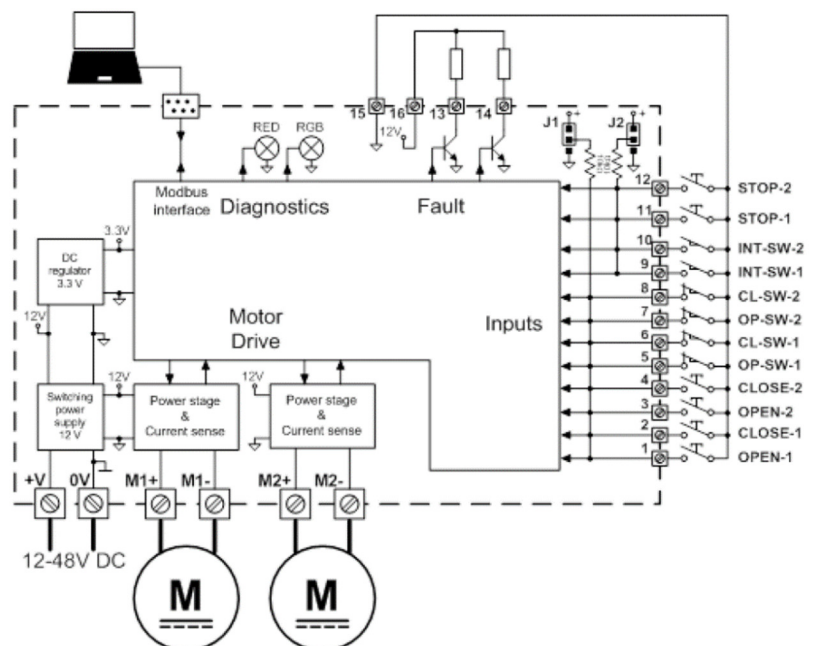 15
16
13
14
12V
J1
+
J2
+
RED
RGB
Modbus
interface
Diagnostics
Fault
12
STOP-2
11
STOP-1
10
INT-SW-2
9
INT-SW-1
8
CL-SW-2
7
OP-SW-2
6
CL-SW-1
5
OP-SW-1
4
CLOSE-2
3
OPEN-2
2
CLOSE-1
1
OPEN-1
3.3V
DC
regulator
3.3 V
12V
Motor
Drive
Inputs
Switching
power
supply
12 V
12V
Power stage
&
Current sense
12V
Power stage
&
Current sense
+V
0V
M1+
M1-
M2+
M2-
12-48V DC
M
M